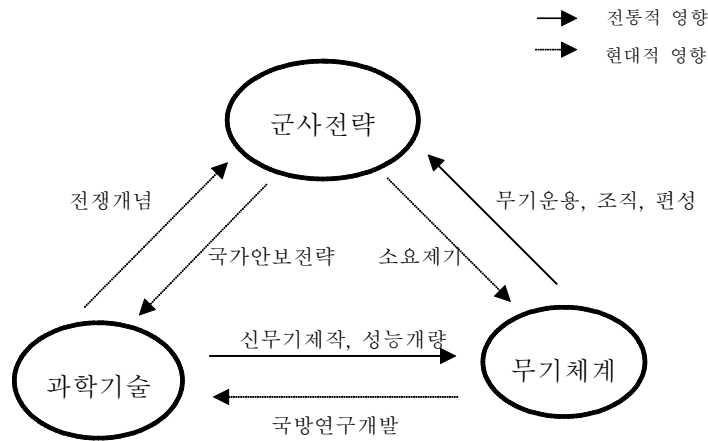 전통적 영향
현대적 영향
군사전략
전쟁개념
무기운용, 조직, 편성
국가안보전략
소요제기
신무기제작, 성능개량
과학기술
무기체계
국방연구개발